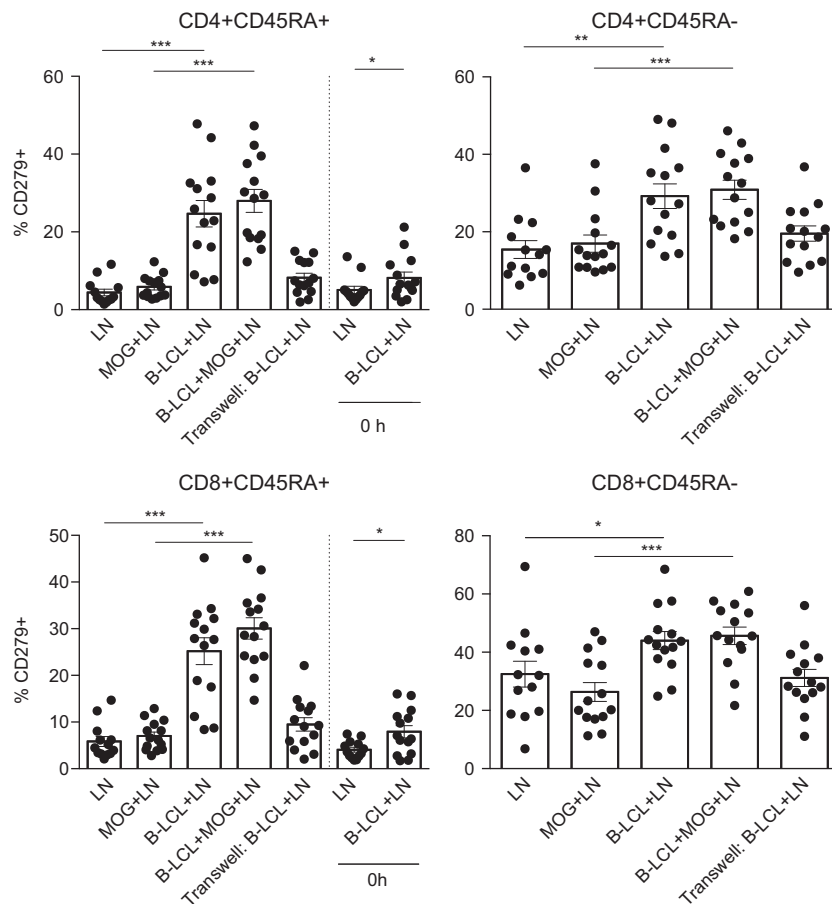 CD4+CD45RA+
***
***
*
% CD279+
60
40
20
0
LN
MOG+LN
B-LCL+LN
B-LCL+MOG+LN
Transwell: B-LCL+LN
LN
B-LCL+LN
0 h
CD4+CD45RA-
**
***
60
40
20
0
LN
MOG+LN
B-LCL+LN
B-LCL+MOG+LN
Transwell: B-LCL+LN
CD8+CD45RA+
***
***
*
% CD279+
50
40
30
20
10
0
LN
MOG+LN
B-LCL+LN
B-LCL+MOG+LN
Transwell: B-LCL+LN
LN
B-LCL+LN
0h
CD8+CD45RA-
*
***
80
60
40
20
0
LN
MOG+LN
B-LCL+LN
B-LCL+MOG+LN
Transwell: B-LCL+LN